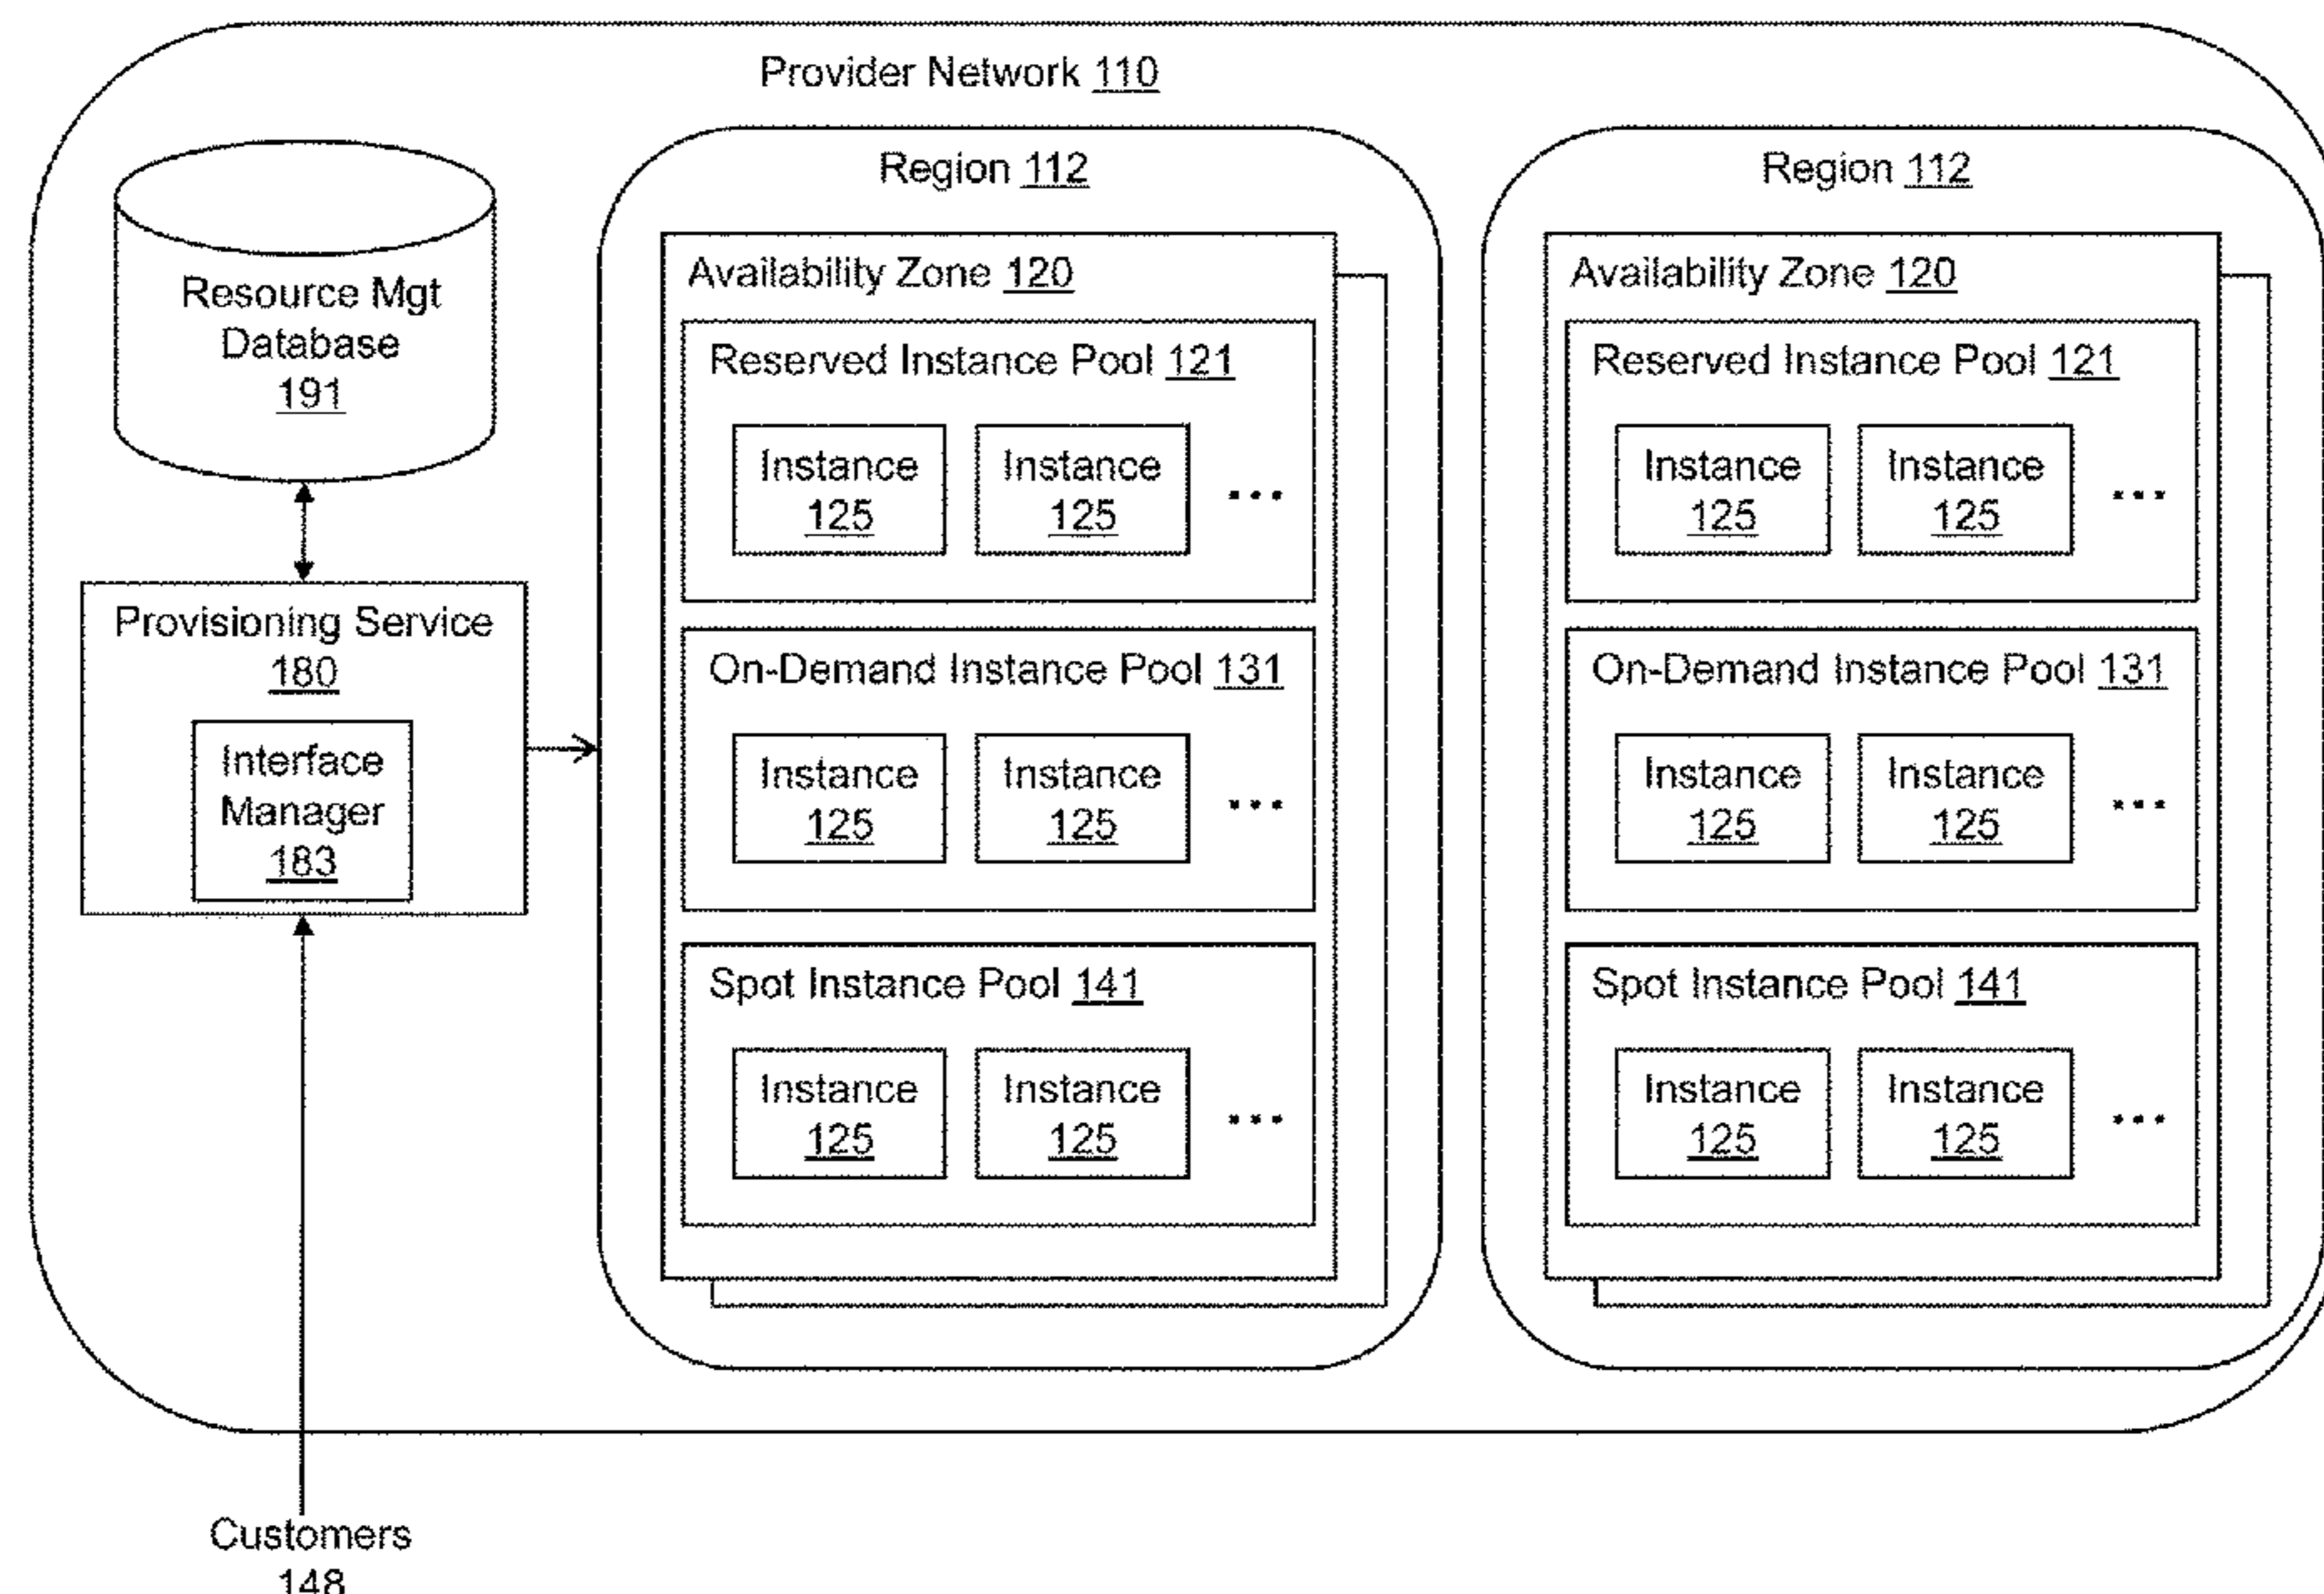 Provider Network 110
Resource Mgt
Database
191
Provisioning Service
180
Interface
Manager
183
Customers
148
Region 112
Availability Zone 120
Reserved Instance Pool 121
Instance
125
Instance
125
...
On-Demand Instance Pool 131
Instance
125
Instance
125
...
Spot Instance Pool 141
Instance
125
Instance
125
...
Region 112
Availability Zone 120
Reserved Instance Pool 121
Instance
125
Instance
125
...
On-Demand Instance Pool 131
Instance
125
Instance
125
...
Spot Instance Pool 141
Instance
125
Instance
125
...